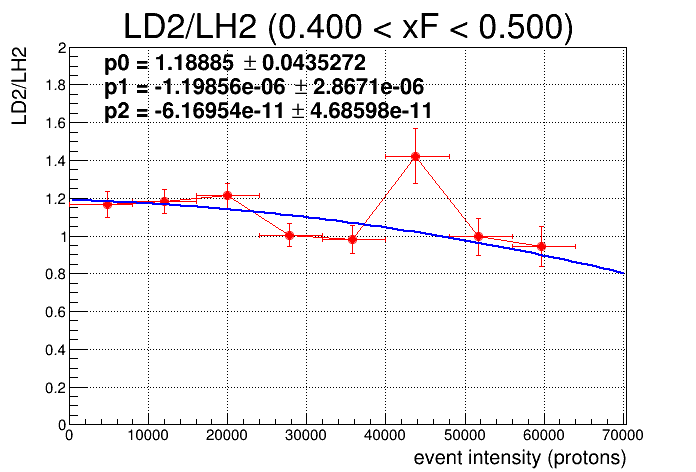 LD2/LH2 (0.400 < xF < 0.500)
LD2/LH2
p0 = 1.18885 ± 0.0435272
p1 = -1.19856e-06 ± 2.8671e-06
p2 = -6.16954e-11 ± 4.68598e-11
2
1.8
1.6
1.4
1.2
1
0.8
0.6
0.4
0.2
0
0 10000 20000 30000 40000 50000 60000 70000
event intensity (protons)